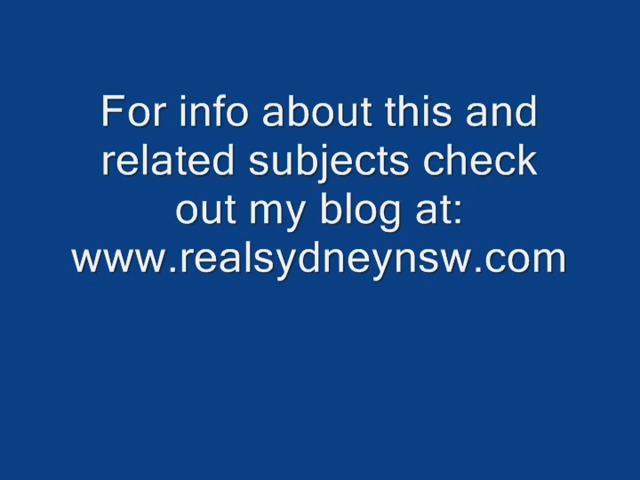 For info about this and
related subjects check
out my blog at:
www.realsydneynsw.com